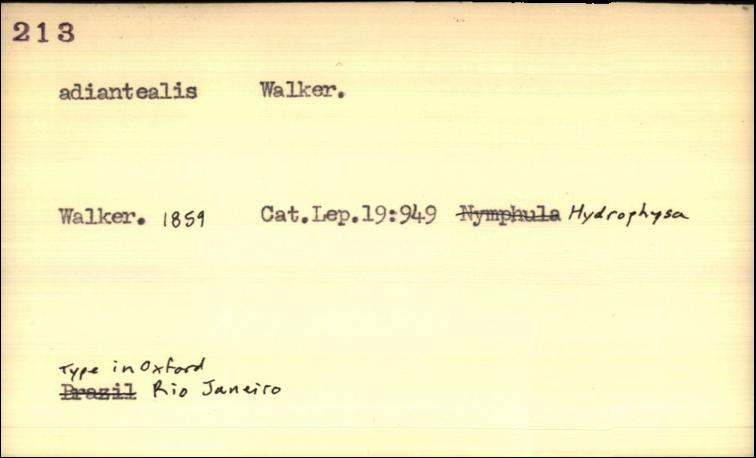 213
adiantealis Walker.
Walker. 1859 Cat.Lep.19:949 Nymphula Hydrophysa
Type in Oxford
Brazil Rio Janeiro